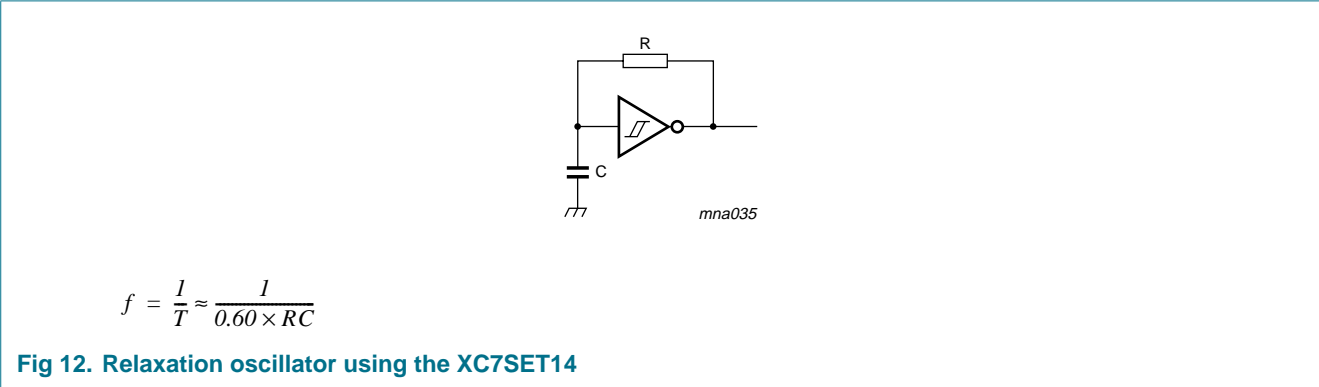 R
C
mna035
f = 1/T ≈ 1/(0.60 × RC)
Fig 12. Relaxation oscillator using the XC7SET14